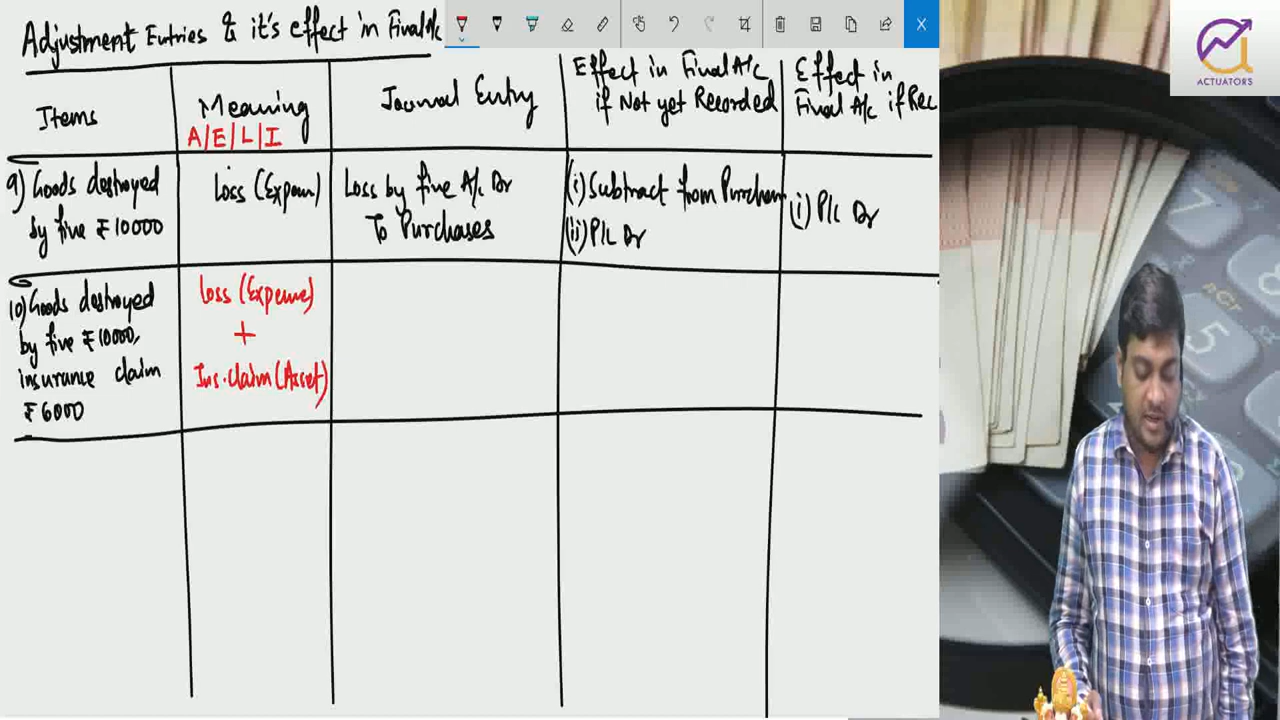 Adjustment Entries & it's effect in Final A/c
Items
Meaning
A/E/L/I
Journal Entry
Effect in Final A/c
if Not yet Recorded
Effect in
Final A/c if Rec
9) Goods destroyed
by fire ₹ 10000
Loss (Expen)
Loss by fire A/c Dr
To Purchases
(i) Subtract from Purchases
(ii) P/L Dr
(i) P/L Dr
10) Goods destroyed
by fire ₹ 10000,
insurance claim
₹ 6000
Loss (Expense)
+
Ins. claim (Asset)
ACTUATORS